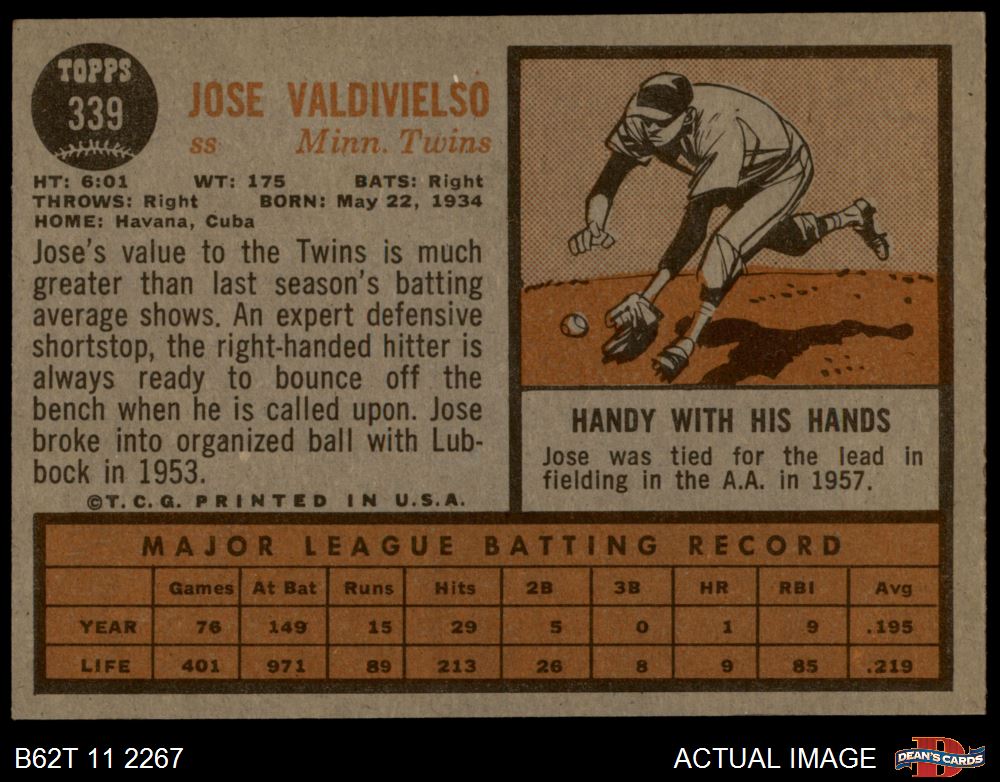 TOPPS
339
JOSE VALDIVIELSO
ss Minn. Twins
HT: 6:01 WT: 175 BATS: Right
THROWS: Right BORN: May 22, 1934
HOME: Havana, Cuba
Jose's value to the Twins is much
greater than last season's batting
average shows. An expert defensive
shortstop, the right-handed hitter is
always ready to bounce off the
bench when he is called upon. Jose
broke into organized ball with Lub-
bock in 1953.
©T.C.G. PRINTED IN U.S.A.
HANDY WITH HIS HANDS
Jose was tied for the lead in
fielding in the A.A. in 1957.
MAJOR LEAGUE BATTING RECORD
Games At Bat Runs Hits 2B 3B HR RBI Avg
YEAR 76 149 15 29 5 0 1 9 .195
LIFE 401 971 89 213 26 8 9 85 .219
B62T 11 2267
ACTUAL IMAGE
D
DEAN'S CARDS